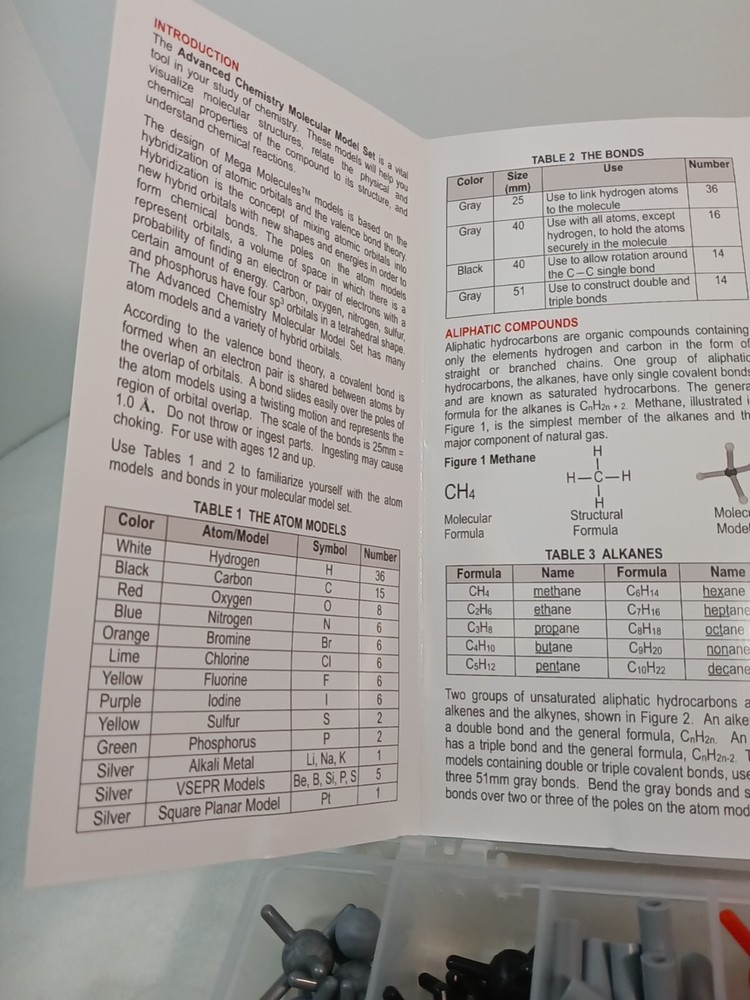 INTRODUCTION
The Advanced Chemistry Molecular Model Set is a vital
tool in your study of chemistry. These models will help you
visualize molecular structures, relate the physical and
chemical properties of the compound to its structure, and
understand chemical reactions.
The design of Mega Molecules™ models is based on the
hybridization of atomic orbitals and the valence bond theory.
Hybridization is the concept of mixing atomic orbitals into
new hybrid orbitals with new shapes and energies in order to
form chemical bonds. The poles on the atom models
represent orbitals, a volume of space in which there is a
probability of finding an electron or pair of electrons with a
certain amount of energy. Carbon, oxygen, nitrogen, sulfur,
and phosphorus have four sp³ orbitals in a tetrahedral shape.
The Advanced Chemistry Molecular Model Set has many
atom models and a variety of hybrid orbitals.
According to the valence bond theory, a covalent bond is
formed when an electron pair is shared between atoms by
the overlap of orbitals. A bond slides easily over the poles of
the atom models using a twisting motion and represents the
region of orbital overlap. The scale of the bonds is 25mm =
1.0 Å. Do not throw or ingest parts. Ingesting may cause
choking. For use with ages 12 and up.
Use Tables 1 and 2 to familiarize yourself with the atom
models and bonds in your molecular model set.
TABLE 1 THE ATOM MODELS
Color Atom/Model Symbol Number
White Hydrogen H 36
Black Carbon C 15
Red Oxygen O 8
Blue Nitrogen N 6
Orange Bromine Br 6
Lime Chlorine Cl 6
Yellow Fluorine F 6
Purple Iodine I 6
Yellow Sulfur S 2
Green Phosphorus P 2
Silver Alkali Metal Li, Na, K 1
Silver VSEPR Models Be, B, Si, P, S 5
Silver Square Planar Model Pt 1
TABLE 2 THE BONDS
Color Size (mm) Use Number
Gray 25 Use to link hydrogen atoms 36
to the molecule
Gray 40 Use with all atoms, except 16
hydrogen, to hold the atoms
securely in the molecule
Black 40 Use to allow rotation around 14
the C–C single bond
Gray 51 Use to construct double and 14
triple bonds
ALIPHATIC COMPOUNDS
Aliphatic hydrocarbons are organic compounds containing
only the elements hydrogen and carbon in the form of
straight or branched chains. One group of aliphatic
hydrocarbons, the alkanes, have only single covalent bonds
and are known as saturated hydrocarbons. The genera
formula for the alkanes is CnH2n + 2. Methane, illustrated i
Figure 1, is the simplest member of the alkanes and th
major component of natural gas.
Figure 1 Methane
H
CH4 H–C–H
H
Molecular Structural Molec
Formula Formula Model
TABLE 3 ALKANES
Formula Name Formula Name
CH4 methane C6H14 hexane
C2H6 ethane C7H16 heptane
C3H8 propane C8H18 octane
C4H10 butane C9H20 nonane
C5H12 pentane C10H22 decane
Two groups of unsaturated aliphatic hydrocarbons a
alkenes and the alkynes, shown in Figure 2. An alke
a double bond and the general formula, CnH2n. An
has a triple bond and the general formula, CnH2n-2. T
models containing double or triple covalent bonds, use
three 51mm gray bonds. Bend the gray bonds and s
bonds over two or three of the poles on the atom mod